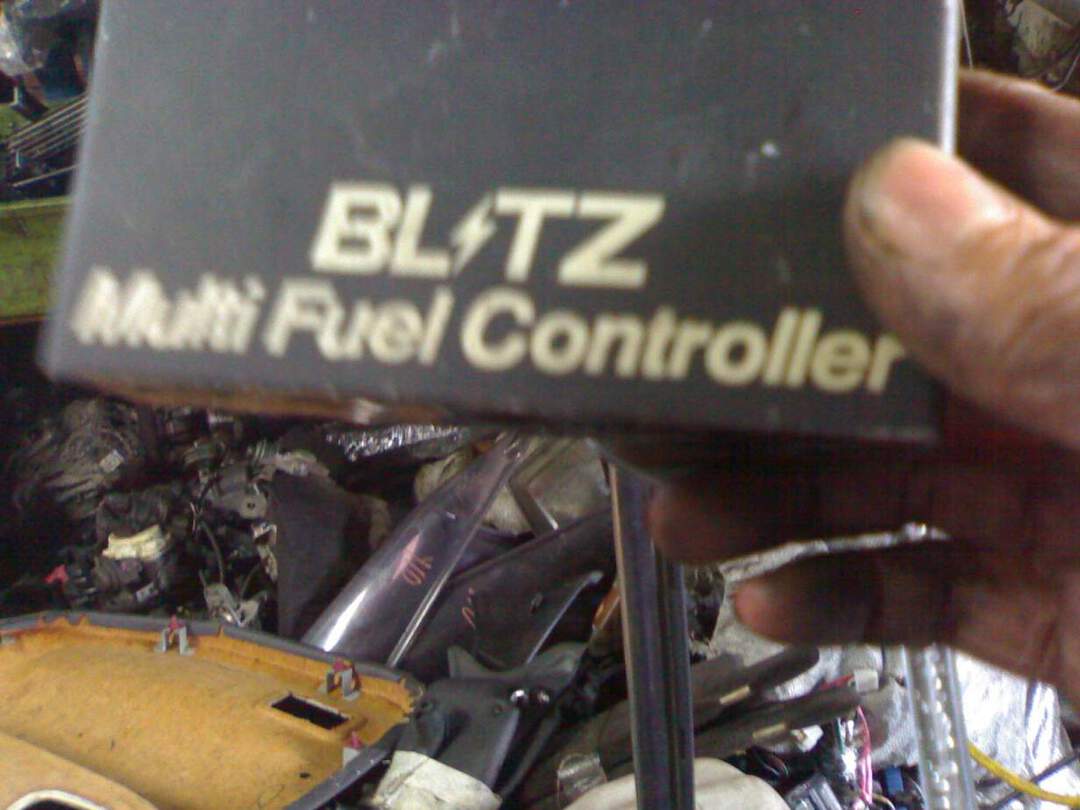 BLITZ
Multi Fuel Controller